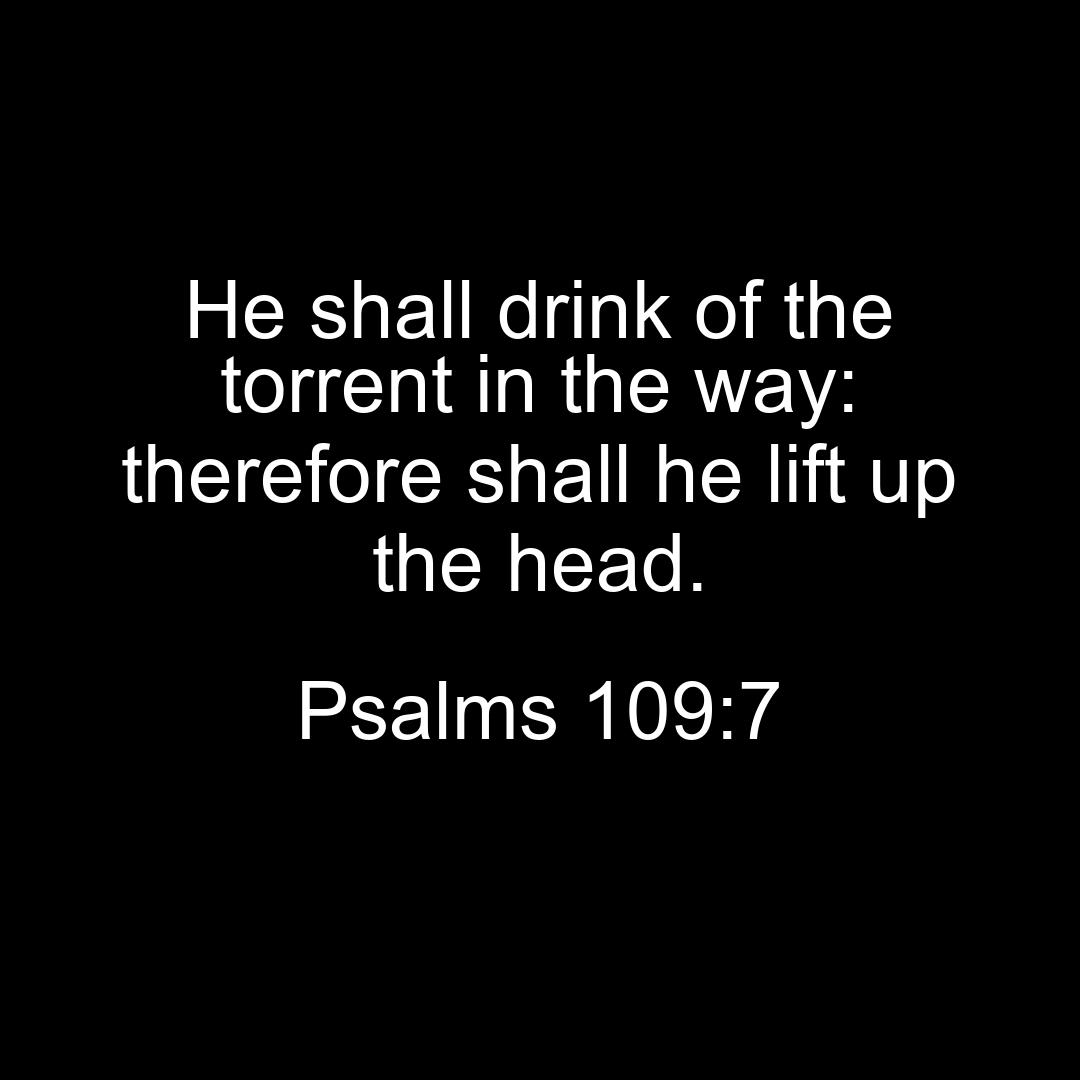 He shall drink of the
torrent in the way:
therefore shall he lift up
the head.
Psalms 109:7